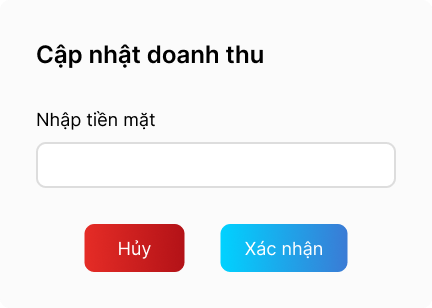 Cập nhật doanh thu
Nhập tiền mặt
Hủy
Xác nhận